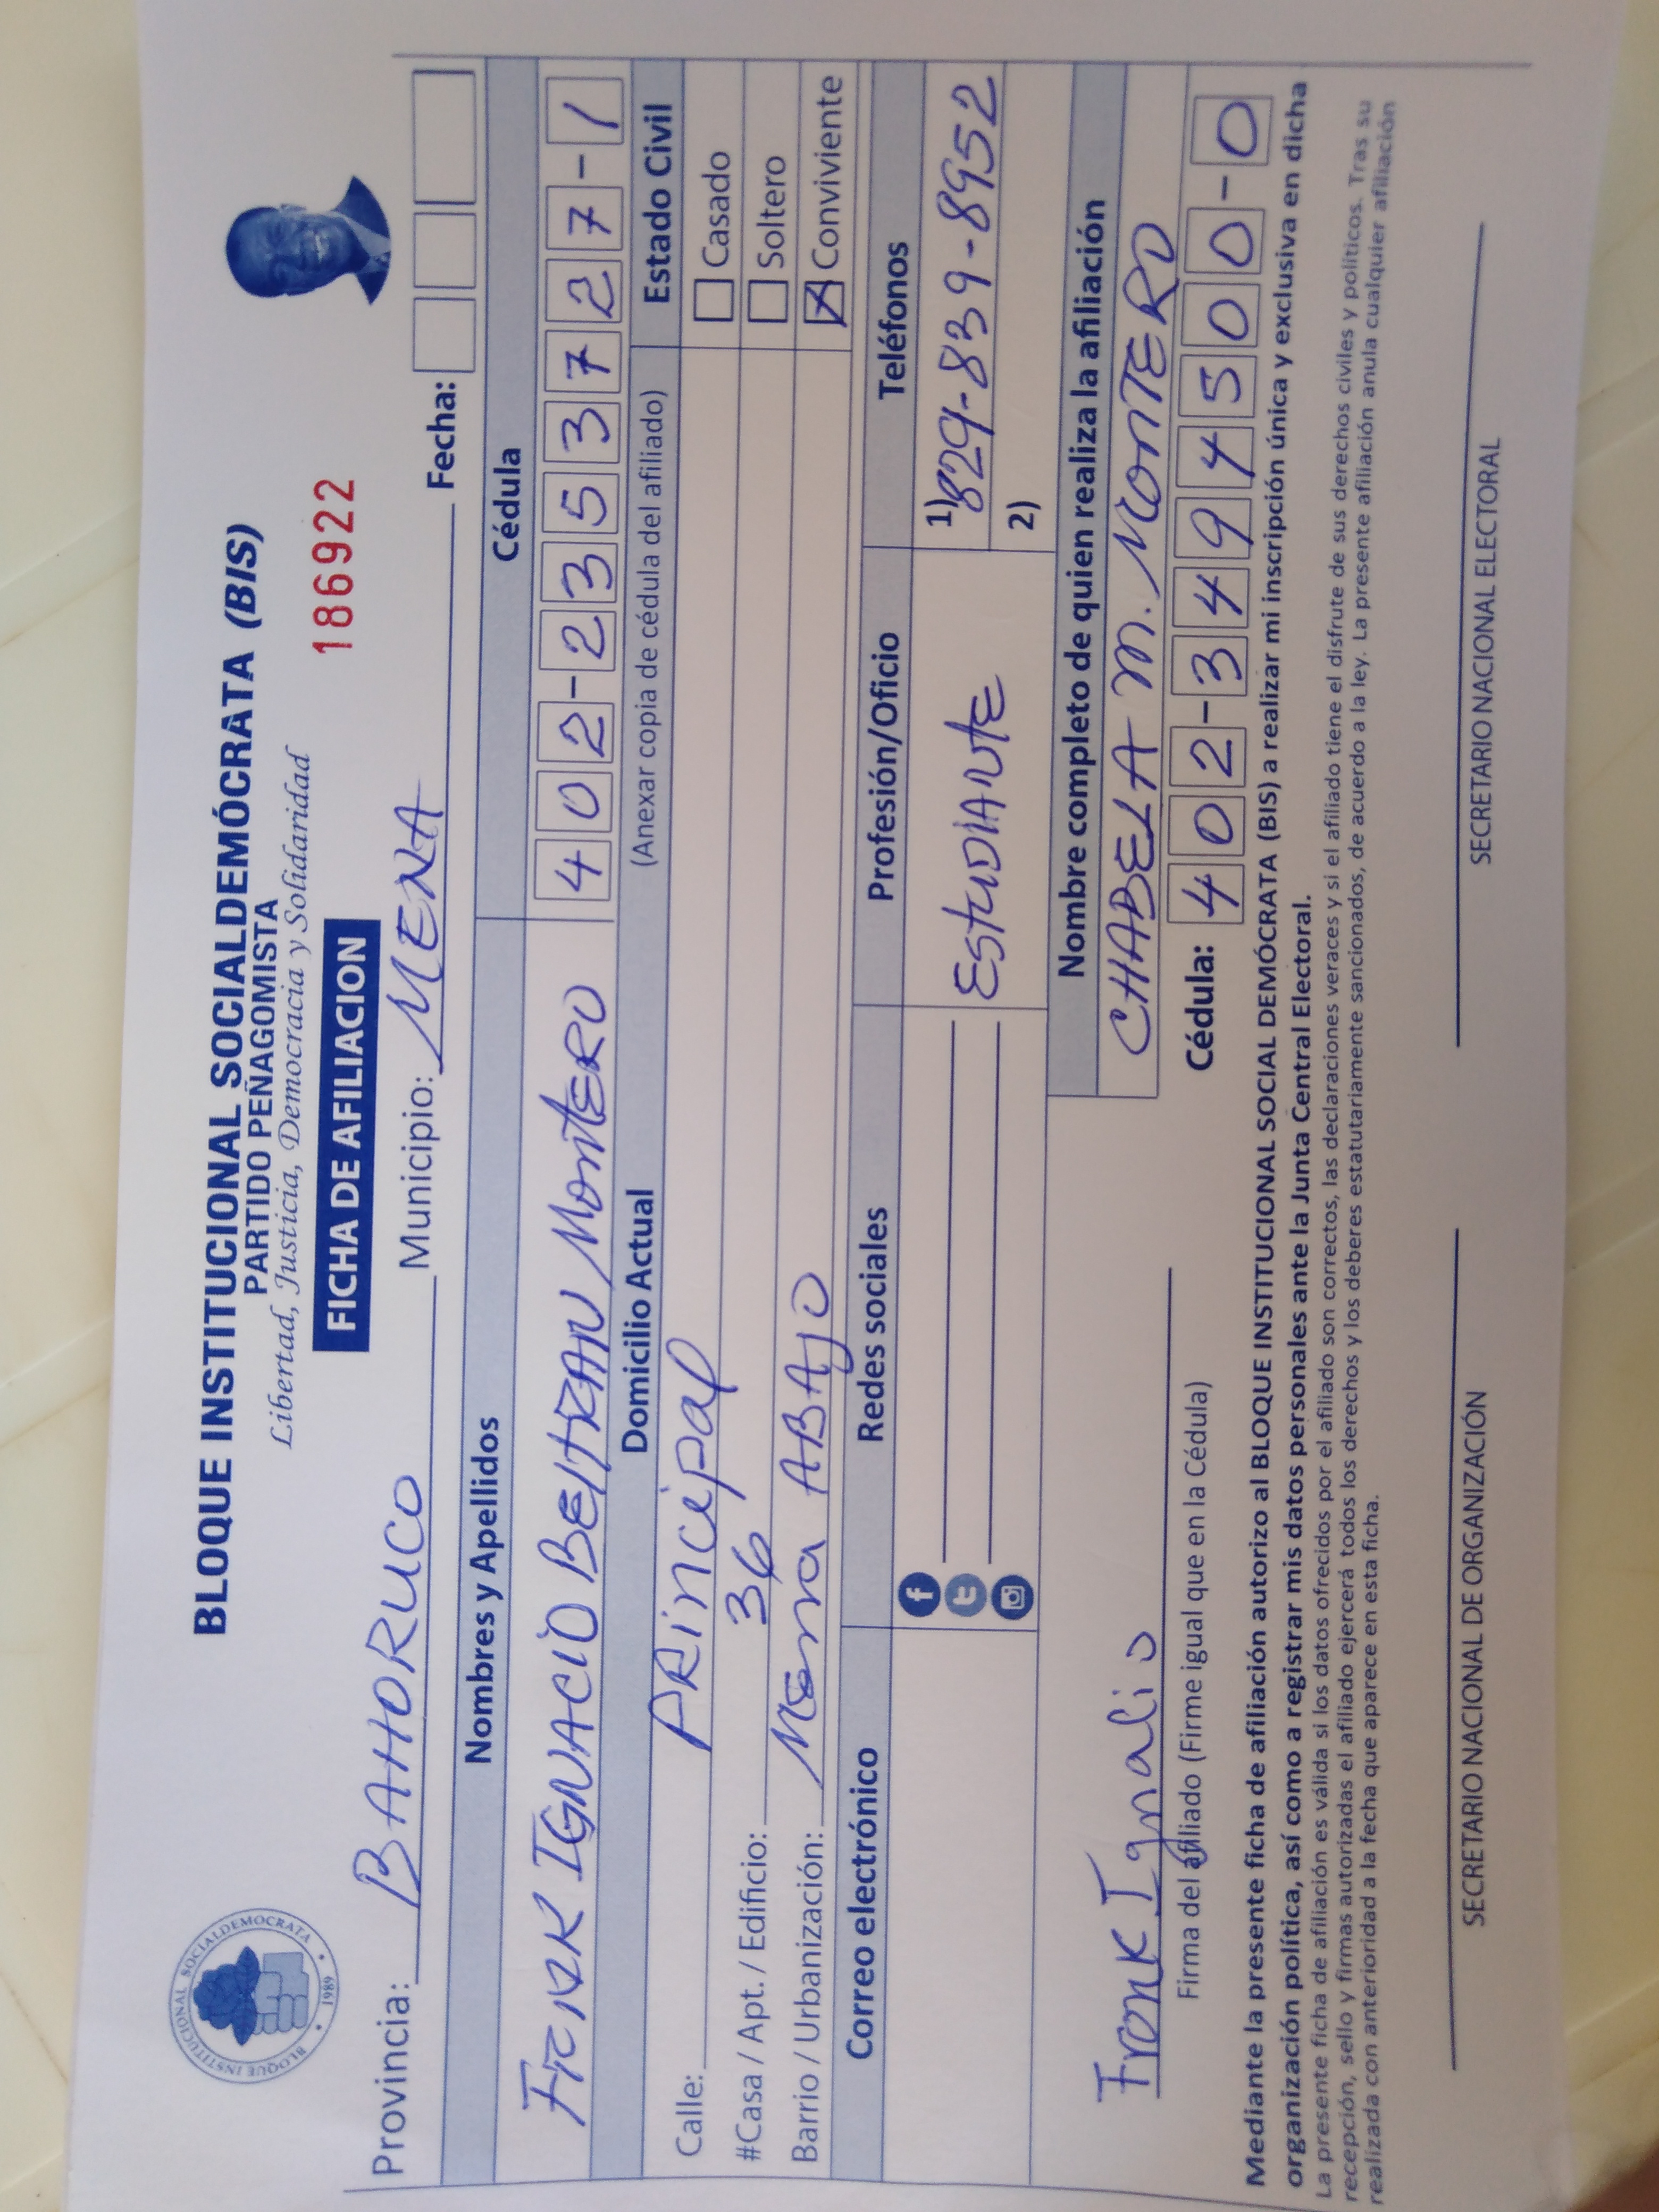 BLOQUE INSTITUCIONAL SOCIALDEMÓCRATA (BIS)
PARTIDO PEÑAGOMISTA
Libertad, Justicia, Democracia y Solidaridad
BLOQUE INSTITUCIONAL SOCIALDEMOCRATA • 1989 •
FICHA DE AFILIACION
186922
Provincia: BAHORUCO Municipio: MENA Fecha:
Nombres y Apellidos Cédula
FRANK IGNACIO BELTRAN MONTERO 402-2353727-1
Domicilio Actual (Anexar copia de cédula del afiliado) Estado Civil
Calle: PRINCIPAL Casado
#Casa / Apt. / Edificio: 36 Soltero
Barrio / Urbanización: Mena ABAJO Conviviente
Correo electrónico Redes sociales Profesión/Oficio Teléfonos
ESTUDIANTE 1) 829-839-8952
2)
Nombre completo de quien realiza la afiliación
CHABELA M. MONTERO
Frank Ignalio
Firma del afiliado (Firme igual que en la Cédula)
Cédula: 402-3494500-0
Mediante la presente ficha de afiliación autorizo al BLOQUE INSTITUCIONAL SOCIAL DEMÓCRATA (BIS) a realizar mi inscripción única y exclusiva en dicha
organización política, así como a registrar mis datos personales ante la Junta Central Electoral.
La presente ficha de afiliación es válida si los datos ofrecidos por el afiliado son correctos, las declaraciones veraces y si el afiliado tiene el disfrute de sus derechos civiles y políticos. Tras su
recepción, sello y firmas autorizadas el afiliado ejercerá todos los derechos y los deberes estatutariamente sancionados, de acuerdo a la ley. La presente afiliación anula cualquier afiliación
realizada con anterioridad a la fecha que aparece en esta ficha.
SECRETARIO NACIONAL DE ORGANIZACIÓN SECRETARIO NACIONAL ELECTORAL